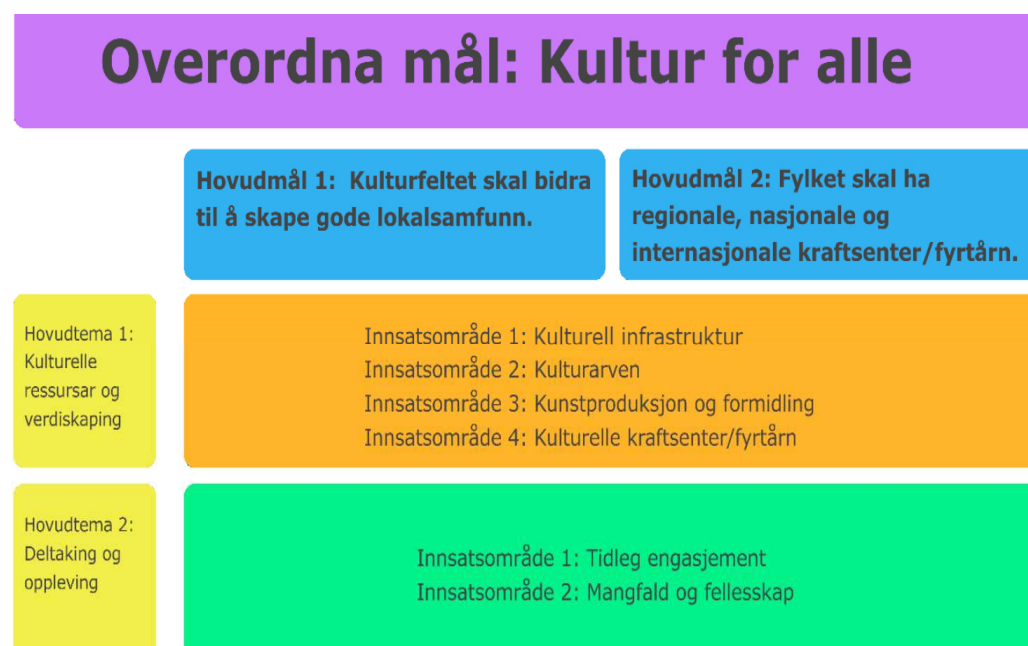 Overordna mål: Kultur for alle
Hovudmål 1:  Kulturfeltet skal bidra
til å skape gode lokalsamfunn.
Hovudmål 2: Fylket skal ha
regionale, nasjonale og
internasjonale kraftsenter/fyrtårn.
Hovudtema 1:
Kulturelle
ressursar og
verdiskaping
Innsatsområde 1: Kulturell infrastruktur
Innsatsområde 2: Kulturarven
Innsatsområde 3: Kunstproduksjon og formidling
Innsatsområde 4: Kulturelle kraftsenter/fyrtårn
Hovudtema 2:
Deltaking og
oppleving
Innsatsområde 1: Tidleg engasjement
Innsatsområde 2: Mangfald og fellesskap